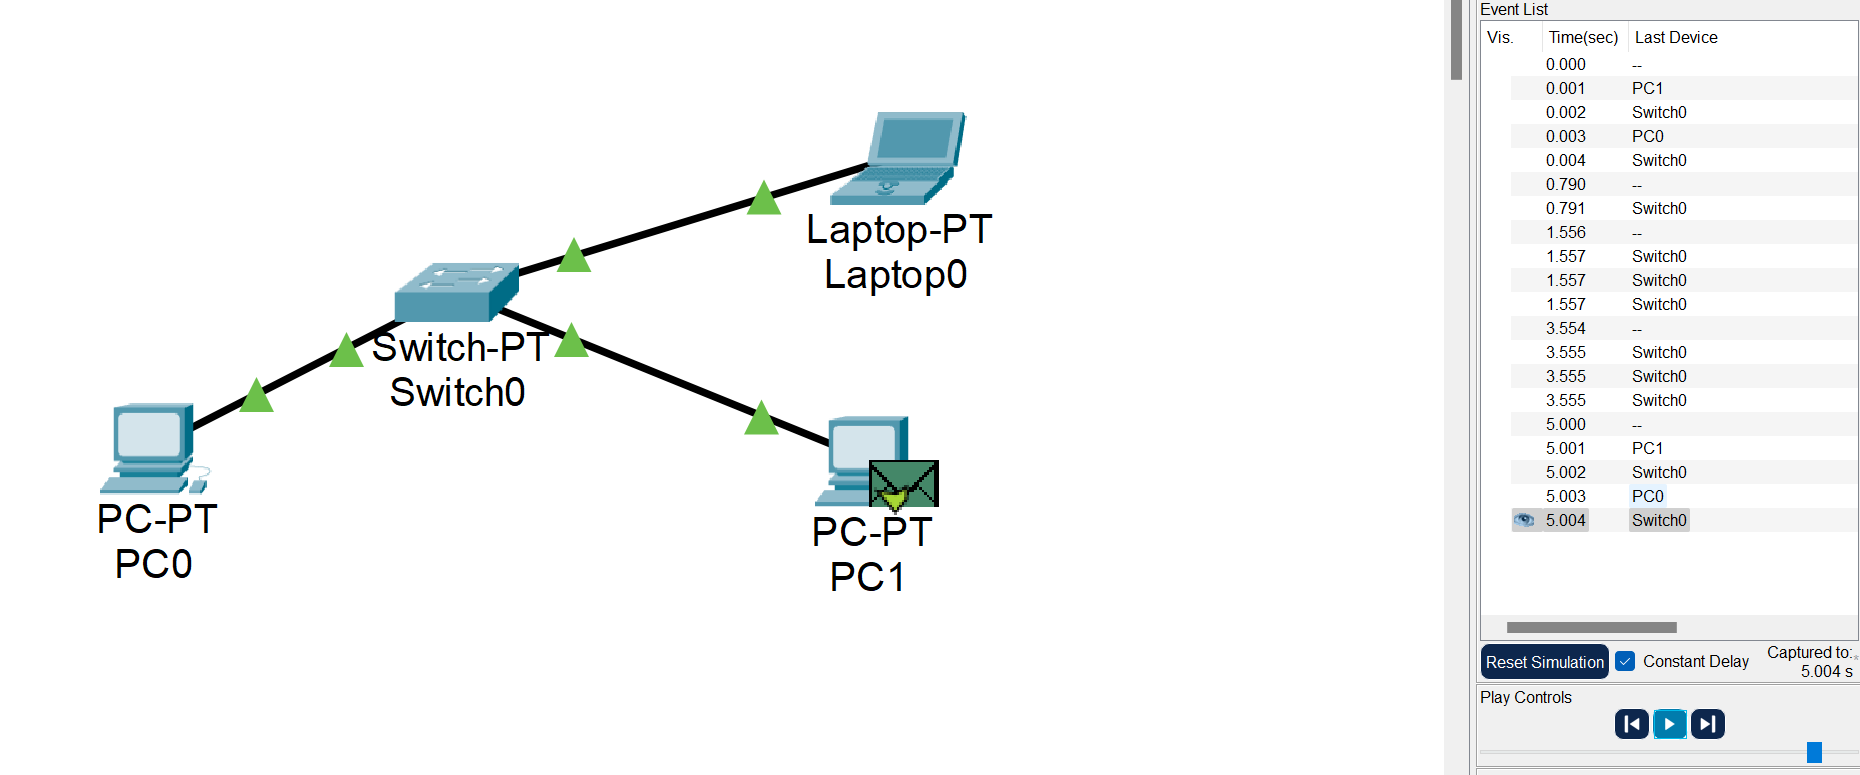 Laptop-PT
Laptop0
Switch-PT
Switch0
PC-PT
PC0
PC-PT
PC1
Event List
Vis. Time(sec) Last Device
0.000 --
0.001 PC1
0.002 Switch0
0.003 PC0
0.004 Switch0
0.790 --
0.791 Switch0
1.556 --
1.557 Switch0
1.557 Switch0
1.557 Switch0
3.554 --
3.555 Switch0
3.555 Switch0
3.555 Switch0
5.000 --
5.001 PC1
5.002 Switch0
5.003 PC0
5.004 Switch0
Reset Simulation Constant Delay Captured to:*
5.004 s
Play Controls